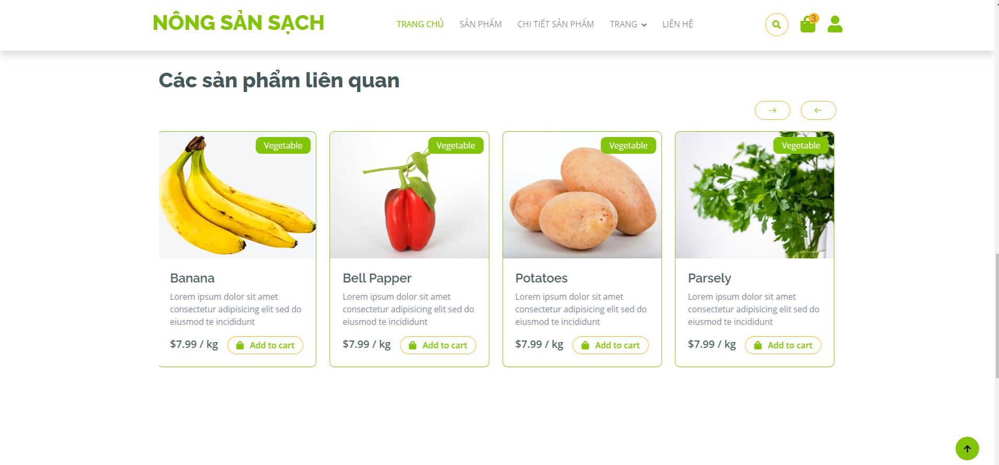 NÔNG SẢN SẠCH
TRANG CHỦ SẢN PHẨM CHI TIẾT SẢN PHẨM TRANG LIÊN HỆ
3
Các sản phẩm liên quan
Vegetable
Banana
Lorem ipsum dolor sit amet
consectetur adipisicing elit sed do
eiusmod te incididunt
$7.99 / kg Add to cart
Vegetable
Bell Papper
Lorem ipsum dolor sit amet
consectetur adipisicing elit sed do
eiusmod te incididunt
$7.99 / kg Add to cart
Vegetable
Potatoes
Lorem ipsum dolor sit amet
consectetur adipisicing elit sed do
eiusmod te incididunt
$7.99 / kg Add to cart
Vegetable
Parsely
Lorem ipsum dolor sit amet
consectetur adipisicing elit sed do
eiusmod te incididunt
$7.99 / kg Add to cart